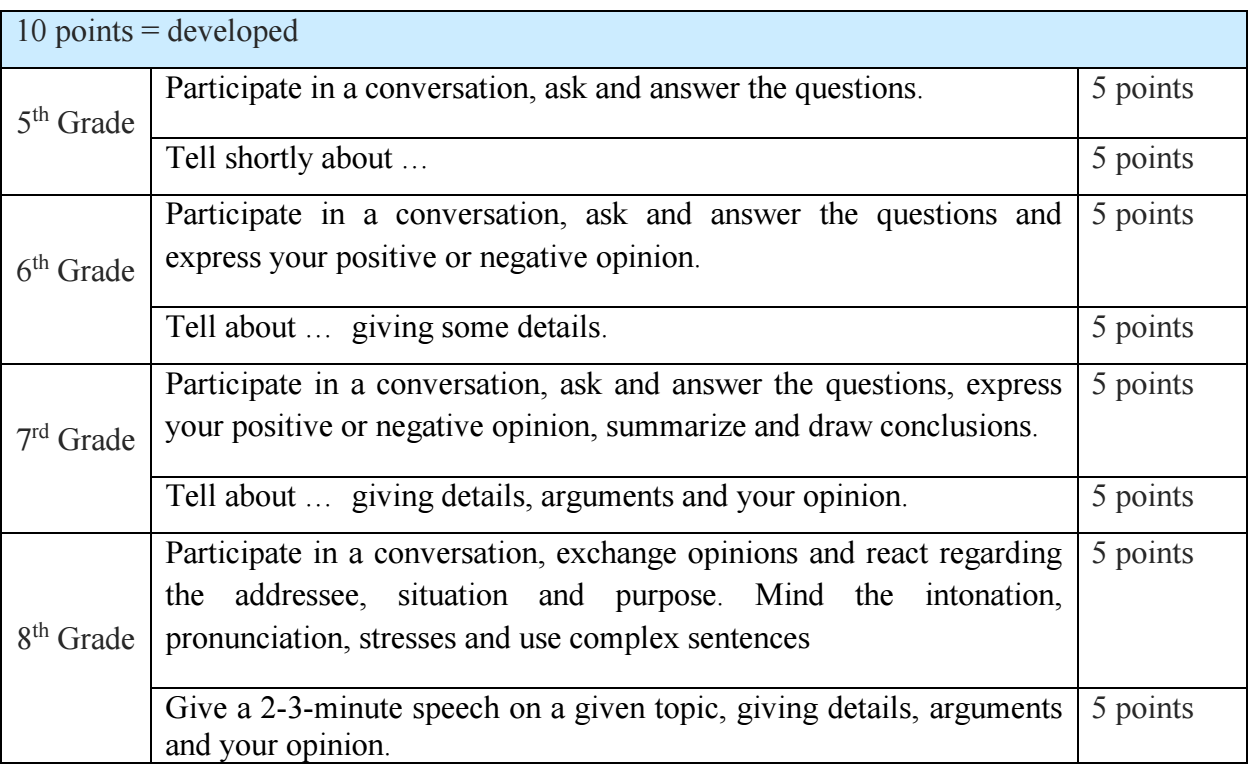 10 points = developed
5th Grade
Participate in a conversation, ask and answer the questions.
5 points
Tell shortly about …
5 points
6th Grade
Participate in a conversation, ask and answer the questions and
express your positive or negative opinion.
5 points
Tell about … giving some details.
5 points
7rd Grade
Participate in a conversation, ask and answer the questions, express
your positive or negative opinion, summarize and draw conclusions.
5 points
Tell about … giving details, arguments and your opinion.
5 points
8th Grade
Participate in a conversation, exchange opinions and react regarding
the addressee, situation and purpose. Mind the intonation,
pronunciation, stresses and use complex sentences
5 points
Give a 2-3-minute speech on a given topic, giving details, arguments
and your opinion.
5 points